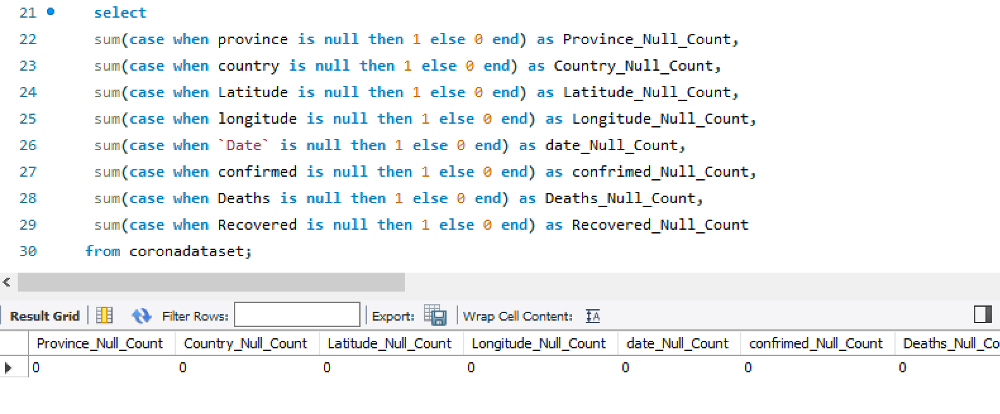 21 select
22 sum(case when province is null then 1 else 0 end) as Province_Null_Count,
23 sum(case when country is null then 1 else 0 end) as Country_Null_Count,
24 sum(case when Latitude is null then 1 else 0 end) as Latitude_Null_Count,
25 sum(case when longitude is null then 1 else 0 end) as Longitude_Null_Count,
26 sum(case when `Date` is null then 1 else 0 end) as date_Null_Count,
27 sum(case when confirmed is null then 1 else 0 end) as confrimed_Null_Count,
28 sum(case when Deaths is null then 1 else 0 end) as Deaths_Null_Count,
29 sum(case when Recovered is null then 1 else 0 end) as Recovered_Null_Count
30 from coronadataset;
Result Grid Filter Rows: Export: Wrap Cell Content:
Province_Null_Count Country_Null_Count Latitude_Null_Count Longitude_Null_Count date_Null_Count confrimed_Null_Count Deaths_Null_Co
0 0 0 0 0 0 0